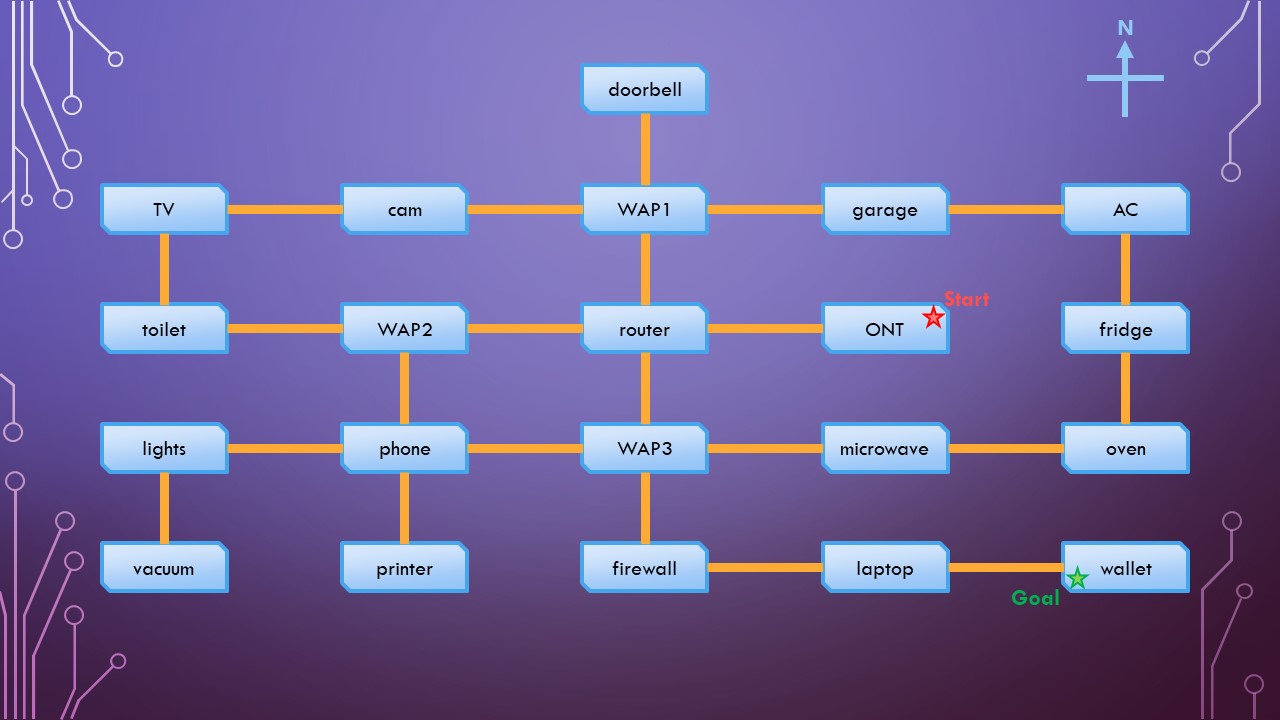 N
doorbell
TV cam WAP1 garage AC
Start
toilet WAP2 router ONT fridge
lights phone WAP3 microwave oven
vacuum printer firewall laptop wallet
Goal